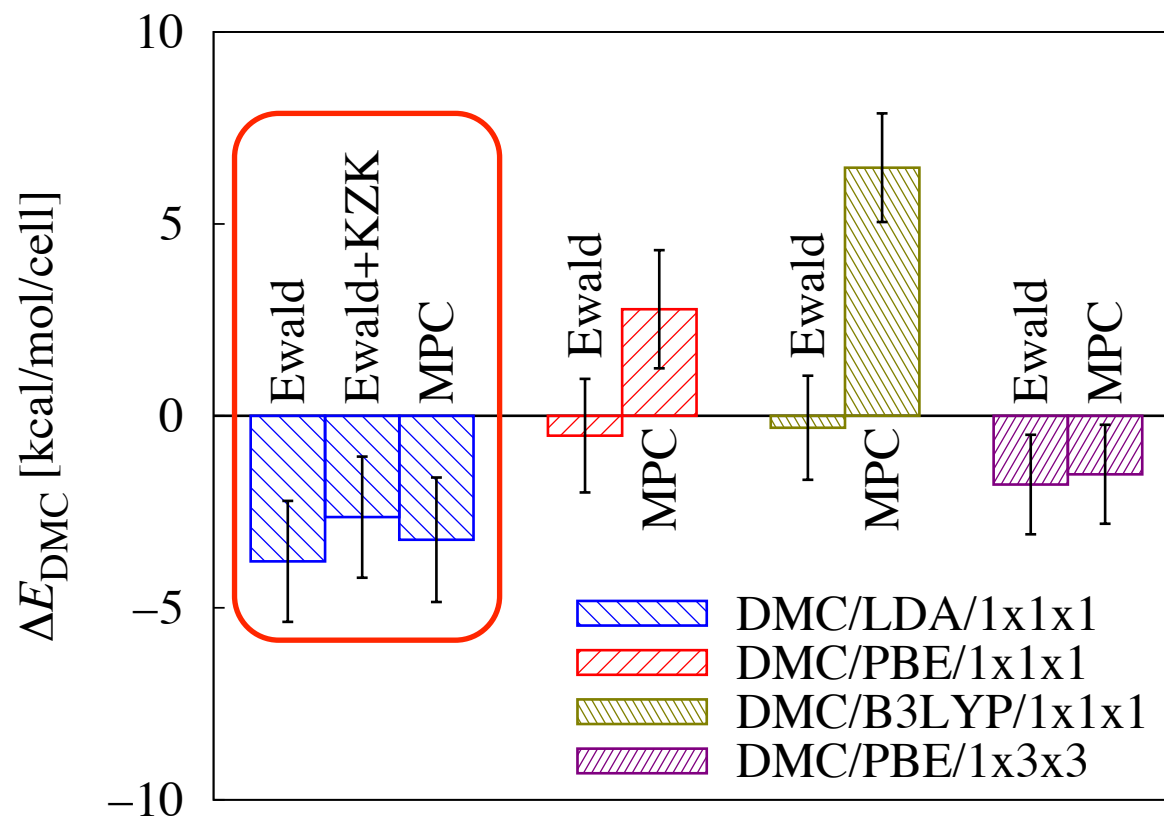 10
5
0
−5
−10
ΔE_DMC [kcal/mol/cell]
Ewald
Ewald+KZK
MPC
Ewald
MPC
Ewald
MPC
Ewald
MPC
DMC/LDA/1x1x1
DMC/PBE/1x1x1
DMC/B3LYP/1x1x1
DMC/PBE/1x3x3